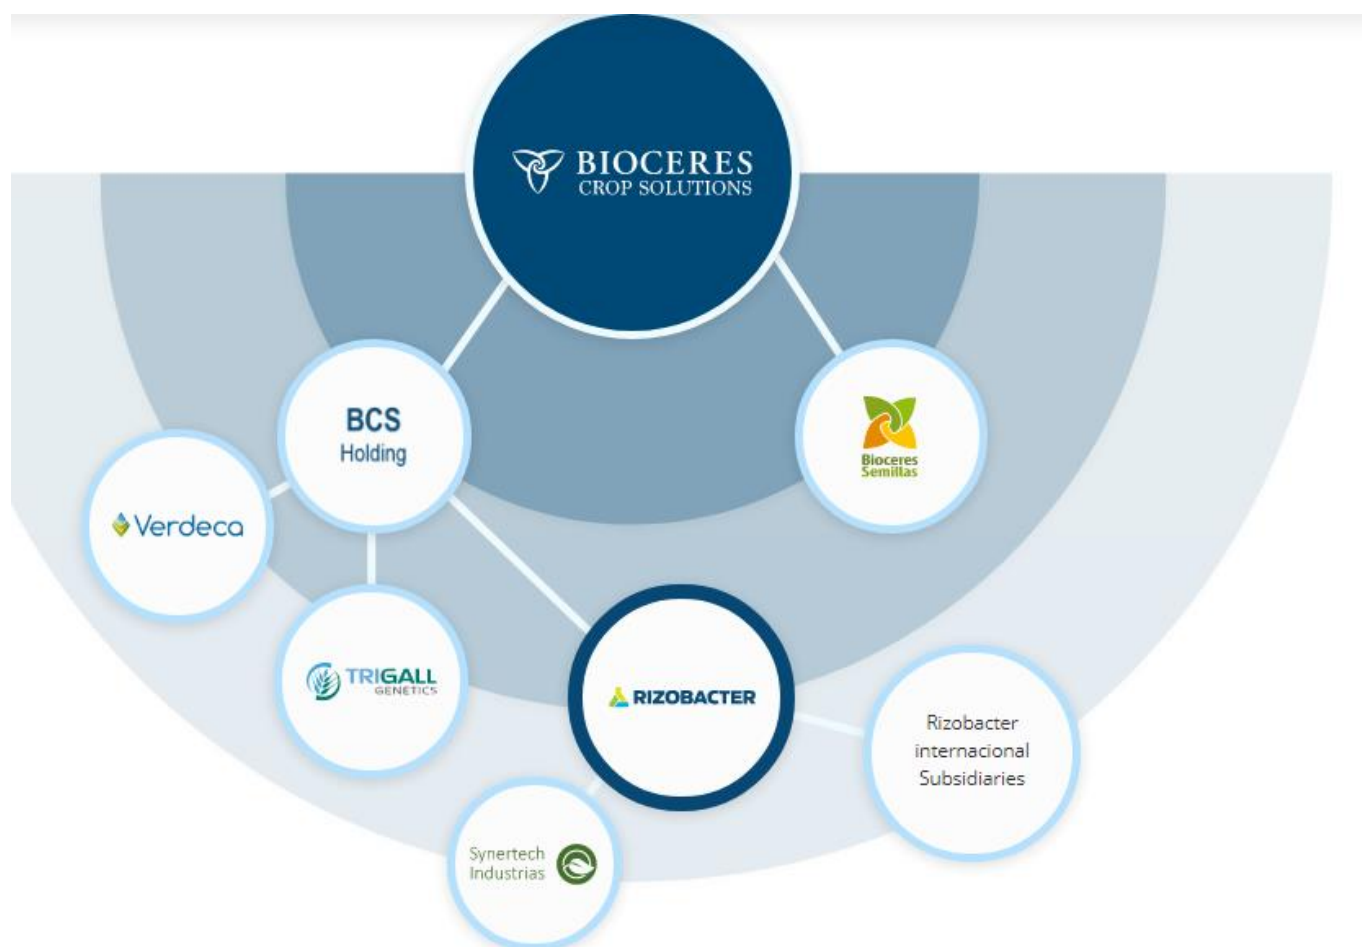 BIOCERES
CROP SOLUTIONS
BCS
Holding
Bioceres
Semillas
Verdeca
TRIGALL
GENETICS
RIZOBACTER
Rizobacter
internacional
Subsidiaries
Synertech
Industrias